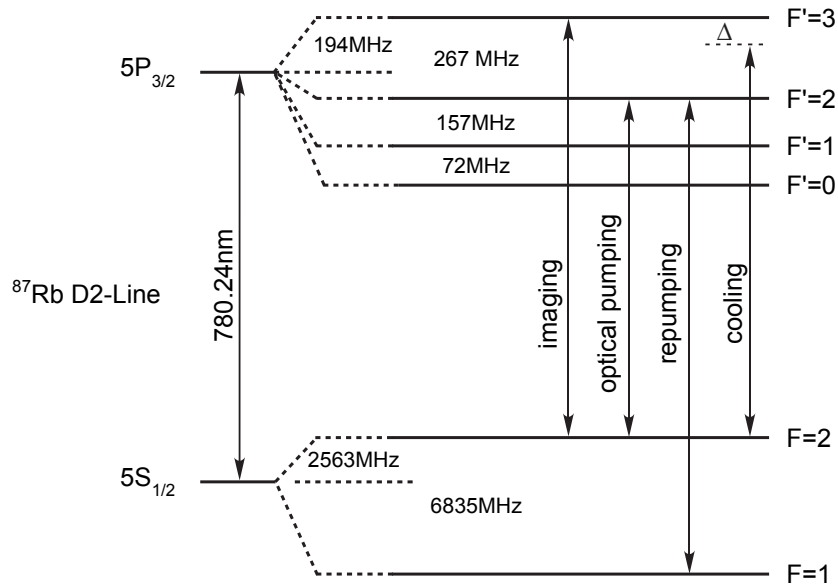 F'=3
194MHz
Δ
267 MHz
5P3/2
F'=2
157MHz
F'=1
72MHz
F'=0
87Rb D2-Line
780.24nm
imaging
optical pumping
repumping
cooling
F=2
2563MHz
5S1/2
6835MHz
F=1